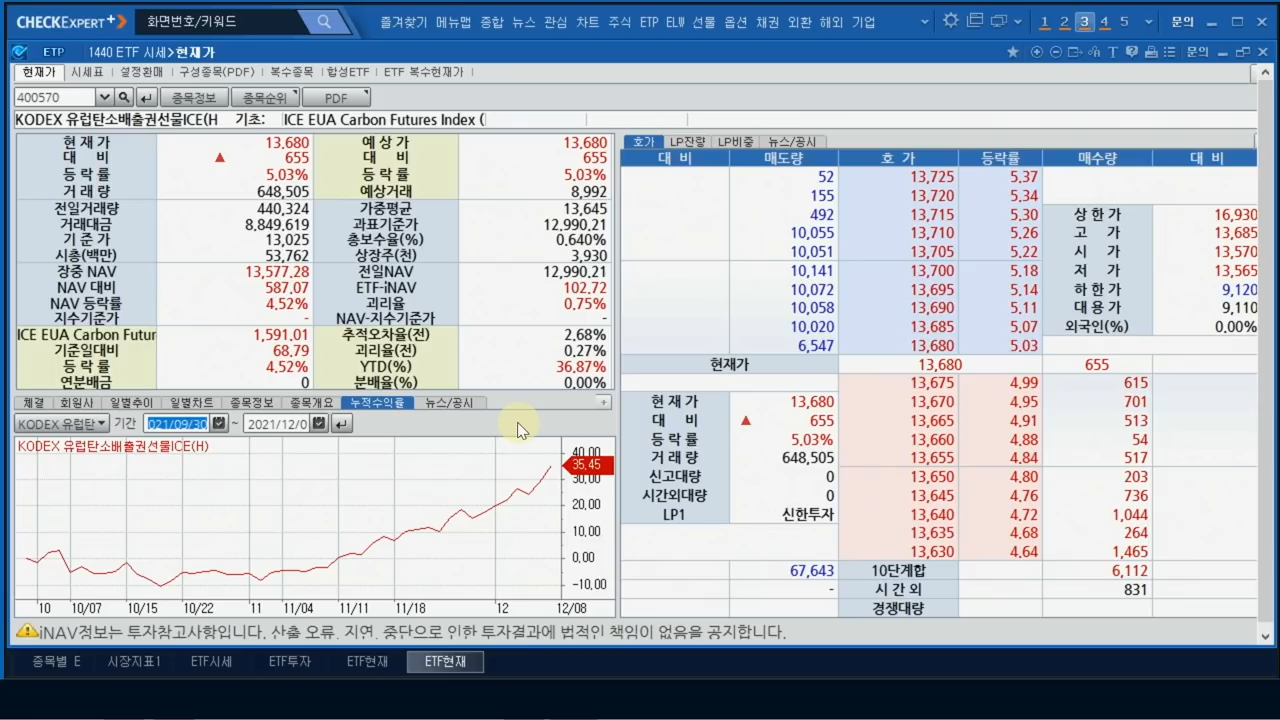 CHECKEXPERT+ 화면번호/키워드 즐겨찾기 메뉴맵 종합 뉴스 관심 차트 주식 ETP ELW 선물 옵션 채권 외환 해외 기업 1 2 3 4 5 문의
ETP 1440 ETF 시세>현재가 문의
현재가 시세표 설정환매 구성종목(PDF) 복수종목 합성ETF ETF 복수현재가
400570 종목정보 종목순위 PDF
KODEX 유럽탄소배출권선물ICE(H 기초: ICE EUA Carbon Futures Index (
현 재 가 13,680 예 상 가 13,680
대 비 ▲ 655 대 비 655
등 락 률 5.03% 등 락 률 5.03%
거 래 량 648,505 예상거래 8,992
전일거래량 440,324 가중평균 13,645
거래대금 8,849,619 과표기준가 12,990.21
기 준 가 13,025 총보수율(%) 0.640%
시총(백만) 53,762 상장주(천) 3,930
장중 NAV 13,577.28 전일NAV 12,990.21
NAV 대비 587.07 ETF-iNAV 102.72
NAV 등락률 4.52% 괴리율 0.75%
지수기준가 - NAV-지수기준가 -
ICE EUA Carbon Futur 1,591.01 추적오차율(전) 2.68%
기준일대비 68.79 괴리율(전) 0.27%
등 락 률 4.52% YTD(%) 36.87%
연분배금 0 분배율(%) 0.00%
체결 회원사 일별추이 일별차트 종목정보 종목개요 누적수익률 뉴스/공시 +
KODEX 유럽탄 기간 021/09/30 ~ 2021/12/0
KODEX 유럽탄소배출권선물ICE(H)
40.00
35.45
30.00
20.00
10.00
0.00
-10.00
10 10/07 10/15 10/22 11 11/04 11/11 11/18 12 12/08
호가 LP잔량 LP비중 뉴스/공시
대 비 매도량 호 가 등락률 매수량 대 비
52 13,725 5.37
155 13,720 5.34
492 13,715 5.30 상 한 가 16,930
10,055 13,710 5.26 고 가 13,685
10,051 13,705 5.22 시 가 13,570
10,141 13,700 5.18 저 가 13,565
10,072 13,695 5.14 하 한 가 9,120
10,058 13,690 5.11 대 용 가 9,110
10,020 13,685 5.07 외국인(%) 0.00%
6,547 13,680 5.03
현재가 13,680 655
13,675 4.99 615
현 재 가 13,680 13,670 4.95 701
대 비 ▲ 655 13,665 4.91 513
등 락 률 5.03% 13,660 4.88 54
거 래 량 648,505 13,655 4.84 517
신고대량 0 13,650 4.80 203
시간외대량 0 13,645 4.76 736
LP1 신한투자 13,640 4.72 1,044
13,635 4.68 264
13,630 4.64 1,465
67,643 10단계합 6,112
- 시 간 외 831
경쟁대량
iNAV정보는 투자참고사항입니다. 산출 오류, 지연, 중단으로 인한 투자결과에 법적인 책임이 없음을 공지합니다.
종목별 E 시장지표1 ETF시세 ETF투자 ETF현재 ETF현재